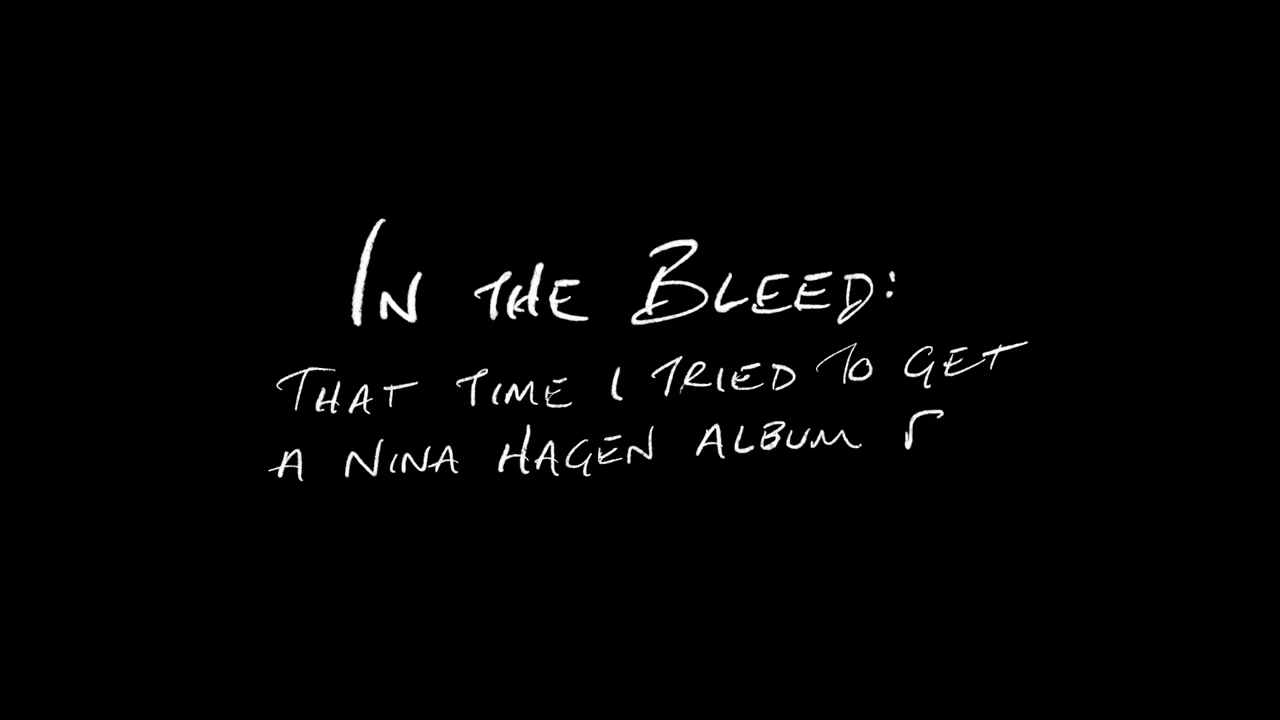 In the Bleed:
That time I tried to get
a Nina Hagen album